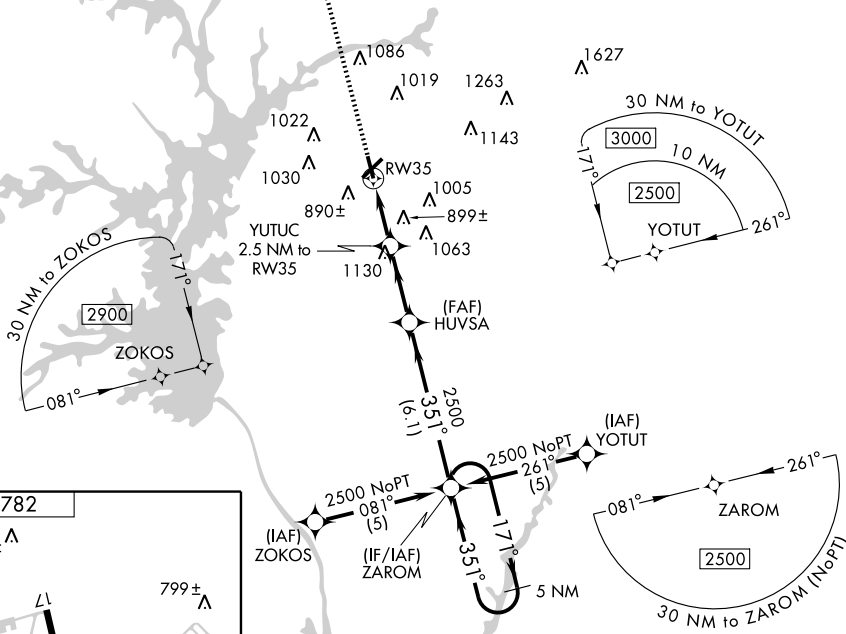 1086
1627
1019
1263
30 NM to YOTUT
1022
1143
3000
10 NM
171°
1030
RW35
2500
1005
890±
899±
YOTUT
261°
YUTUC
2.5 NM to
RW35
1063
1130
30 NM to ZOKOS
171°
2900
(FAF)
HUVSA
ZOKOS
081°
2500
351°
(6.1)
(IAF)
YOTUT
2500 NoPT
261°
(5)
2500 NoPT
081°
(5)
(IAF)
ZOKOS
(IF/IAF)
ZAROM
351°
171°
5 NM
081°
261°
ZAROM
2500
30 NM to ZAROM (NoPT)
782
799±
17